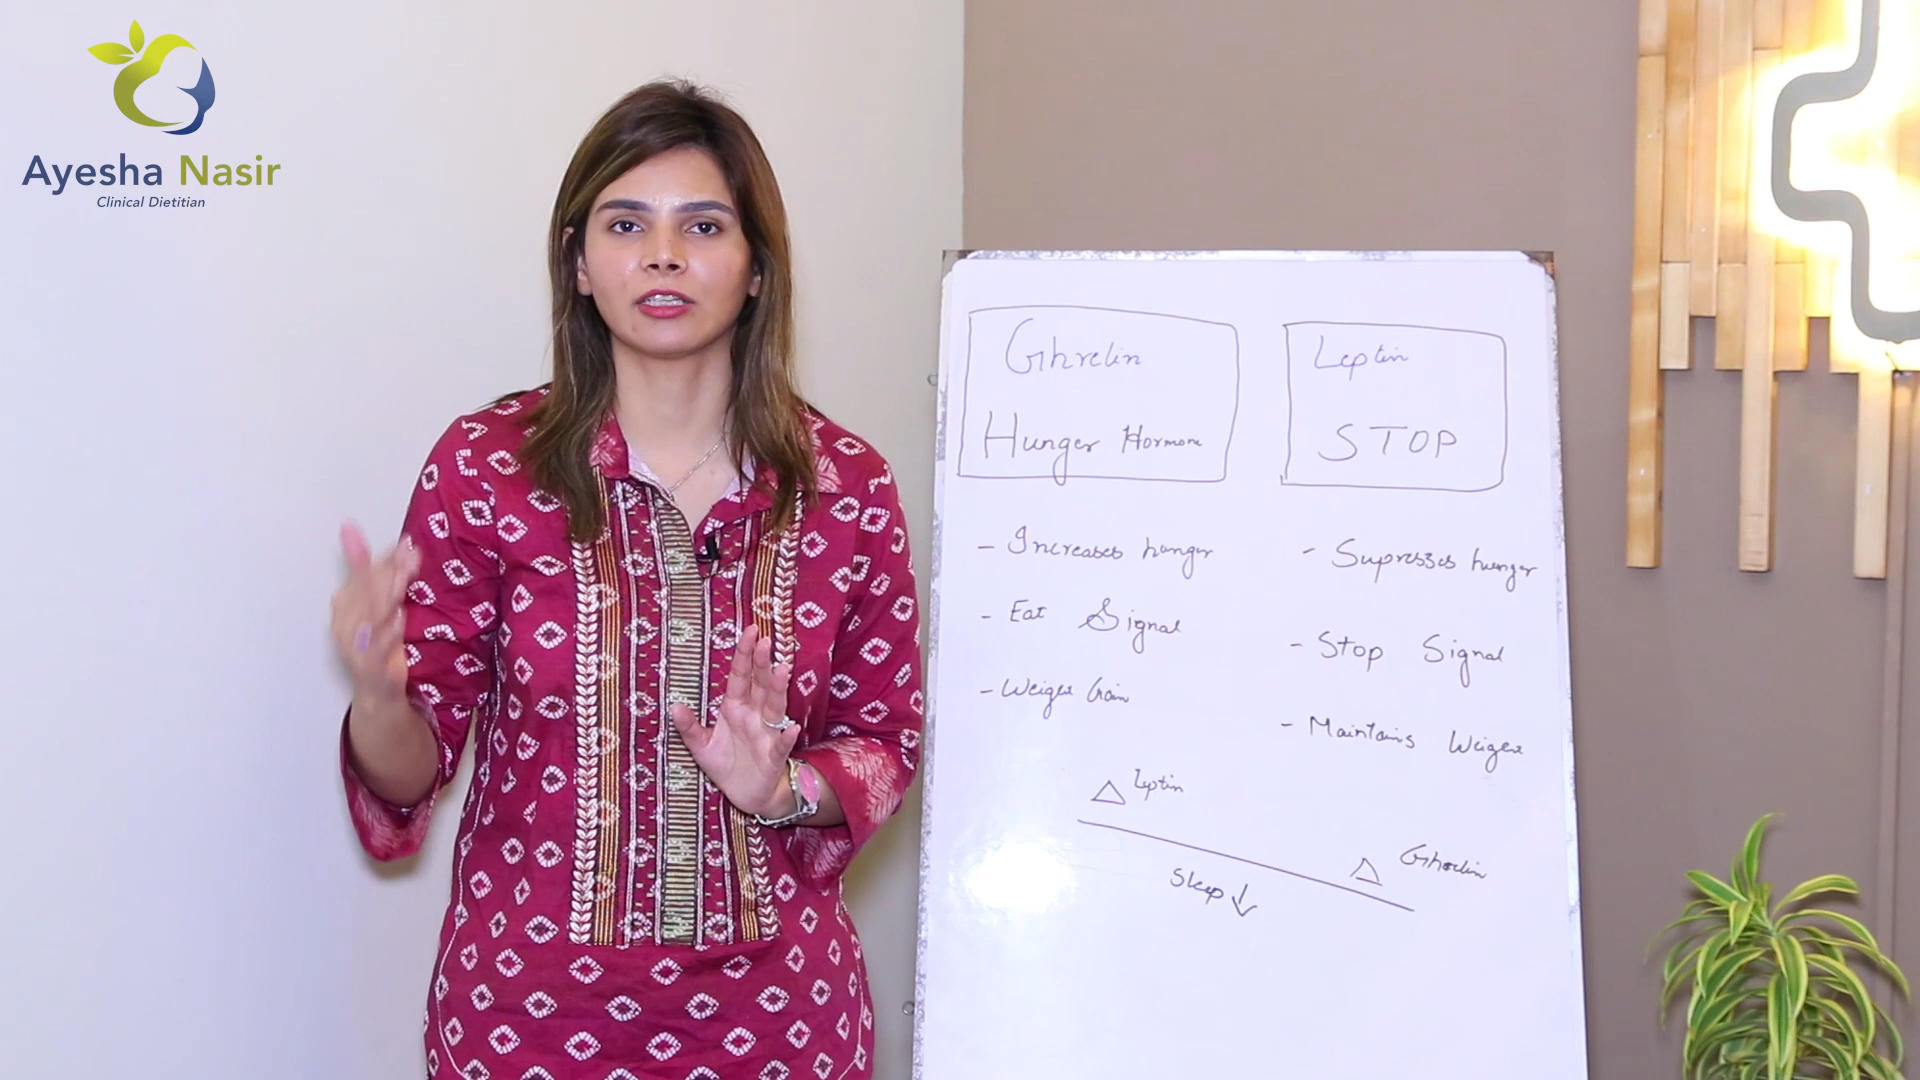 Ayesha Nasir
Clinical Dietitian
Ghrelin
Hunger Hormone
- Increases hunger
- Eat Signal
- Weight Gain
Leptin
STOP
- Supresses hunger
- Stop Signal
- Maintains Weight
△ Leptin
△ Ghrelin
Sleep ↓